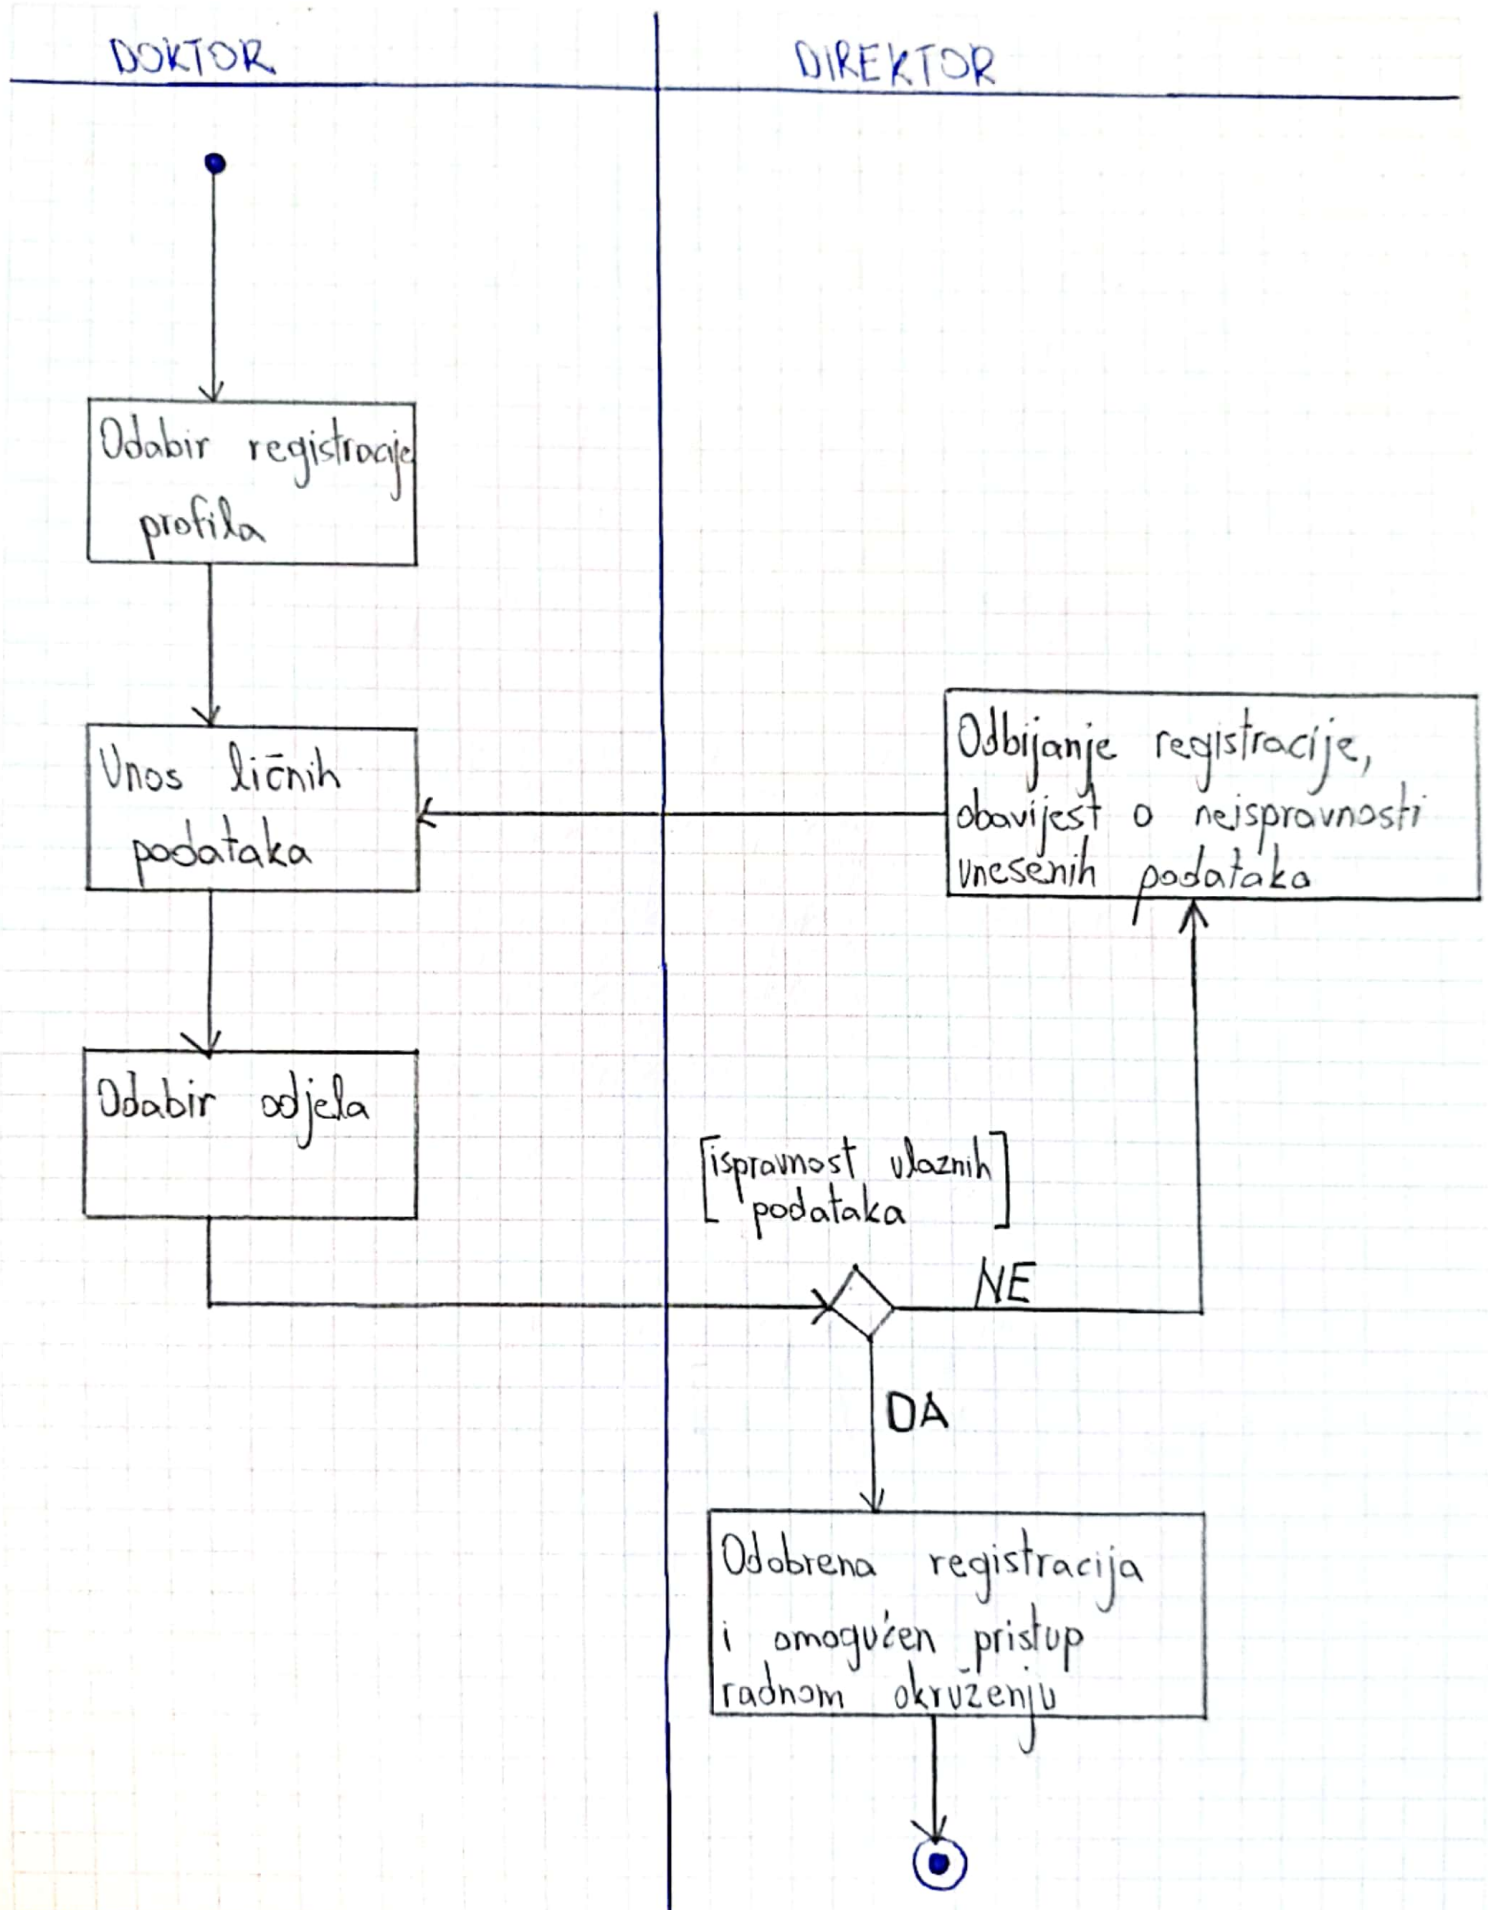 DOKTOR
DIREKTOR
Odabir registracije
profila
Unos ličnih
podataka
Odbijanje registracije,
obavijest o neispravnosti
unesenih podataka
Odabir odjela
[ispravnost ulaznih
podataka]
NE
DA
Odobrena registracija
i omogućen pristup
radnom okruženju